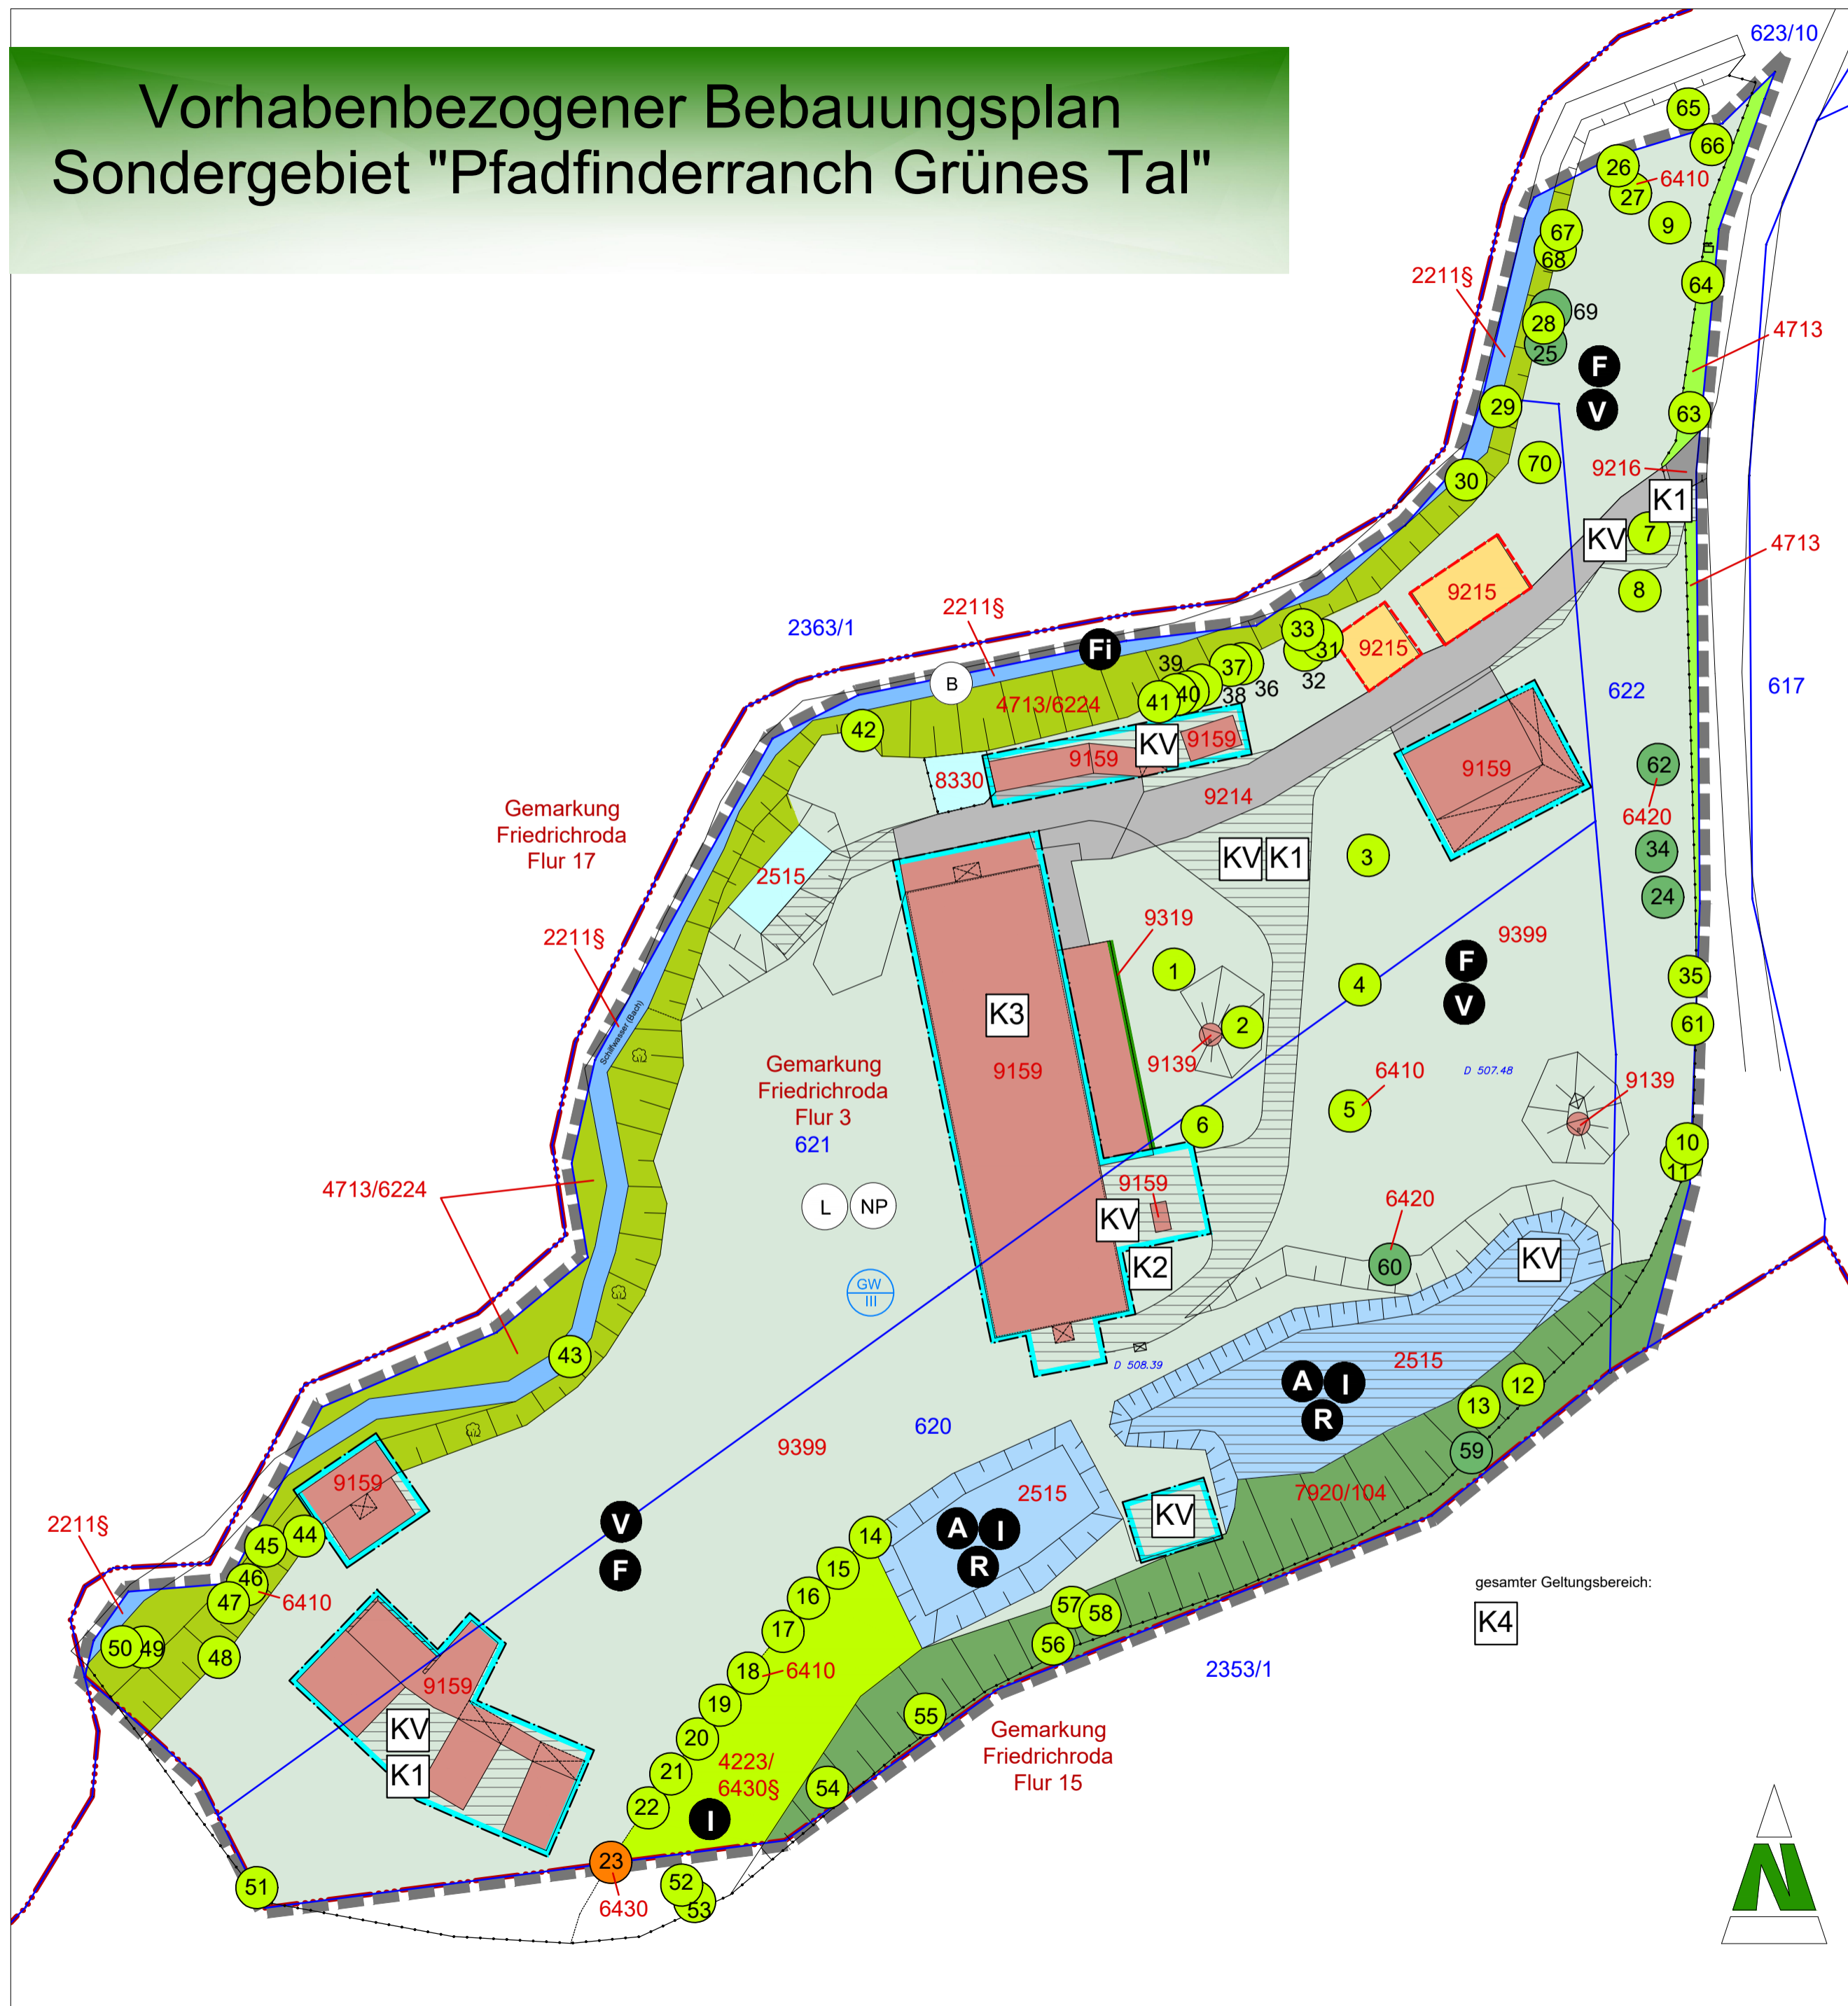 Vorhabenbezogener Bebauungsplan
Sondergebiet "Pfadfinderranch Grünes Tal"
623/10
65
66
26
6410
27
9
67
68
2211§
64
69
28
25
4713
F
V
29
63
70
9216
30
K1
KV
7
4713
8
9215
2211§
2363/1
33
31
9215
32
Fi
B
39
37
36
38
40
41
4713/6224
622
617
42
KV
9159
9159
8330
9159
62
9214
6420
Gemarkung
Friedrichroda
Flur 17
KV
K1
3
34
2515
24
9319
9399
2211§
F
V
1
4
35
K3
2
61
Schilfwasser (Bach)
Gemarkung
Friedrichroda
Flur 3
621
9159
9139
6410
D 507.48
9139
5
6
10
11
4713/6224
9159
6420
L
NP
KV
K2
60
KV
GW
III
43
D 508.39
2515
A
I
R
12
13
620
9399
59
9159
2515
7920/104
KV
2211§
V
F
14
A
I
R
45
44
15
46
47
6410
16
57
58
gesamter Geltungsbereich:
K4
17
56
50
49
48
18
6410
2353/1
9159
19
55
KV
20
Gemarkung
Friedrichroda
Flur 15
K1
21
4223/
6430§
54
22
I
23
51
52
53
6430
N